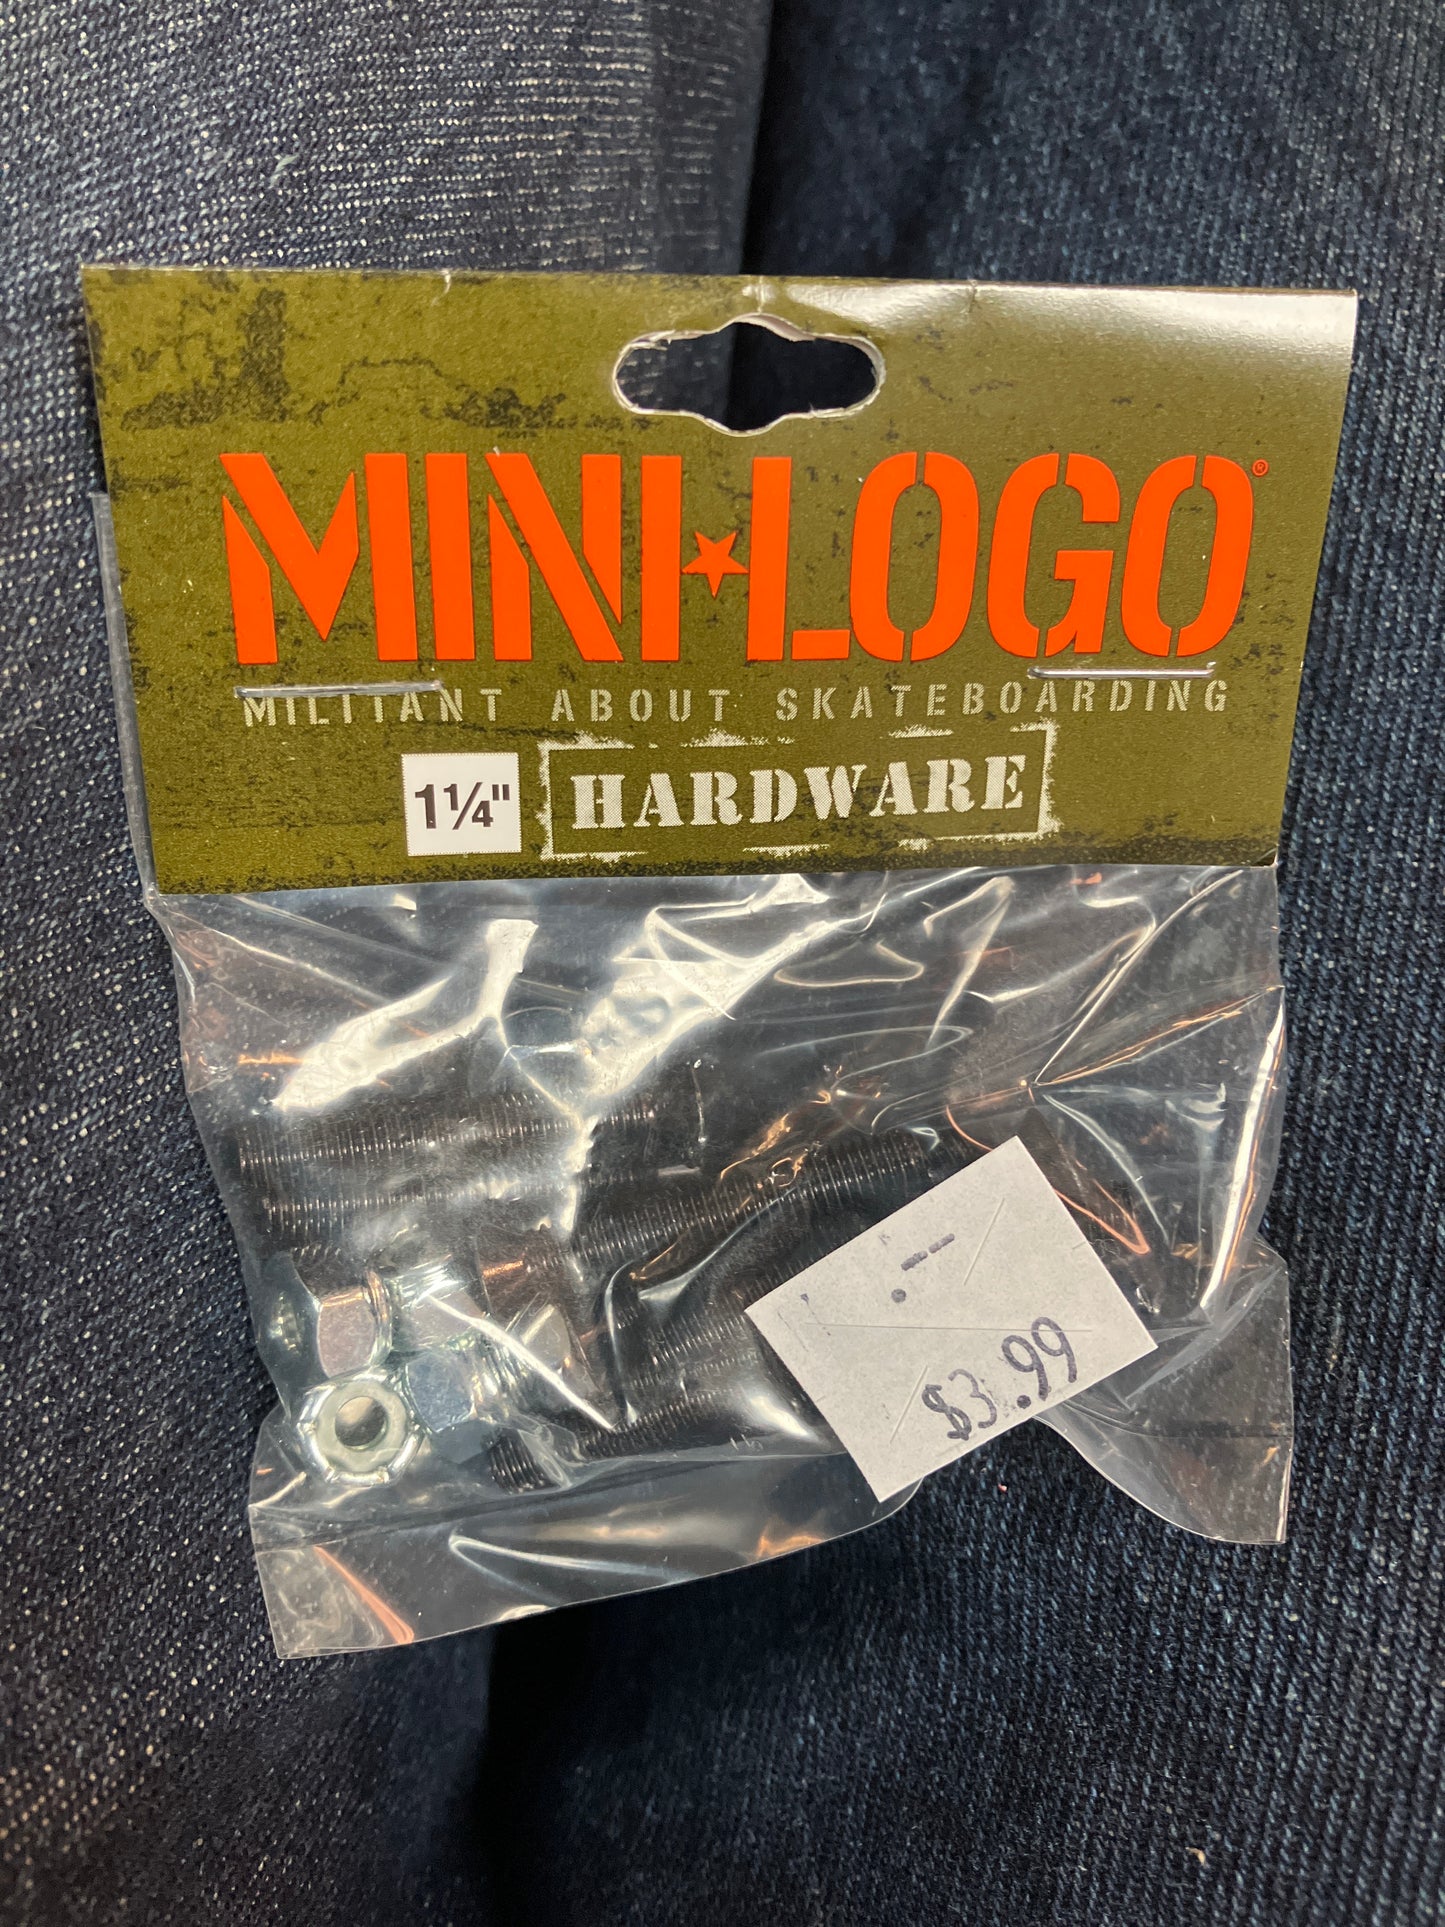 MINI★LOGO®
MILITANT ABOUT SKATEBOARDING
1¼" HARDWARE
$3.99